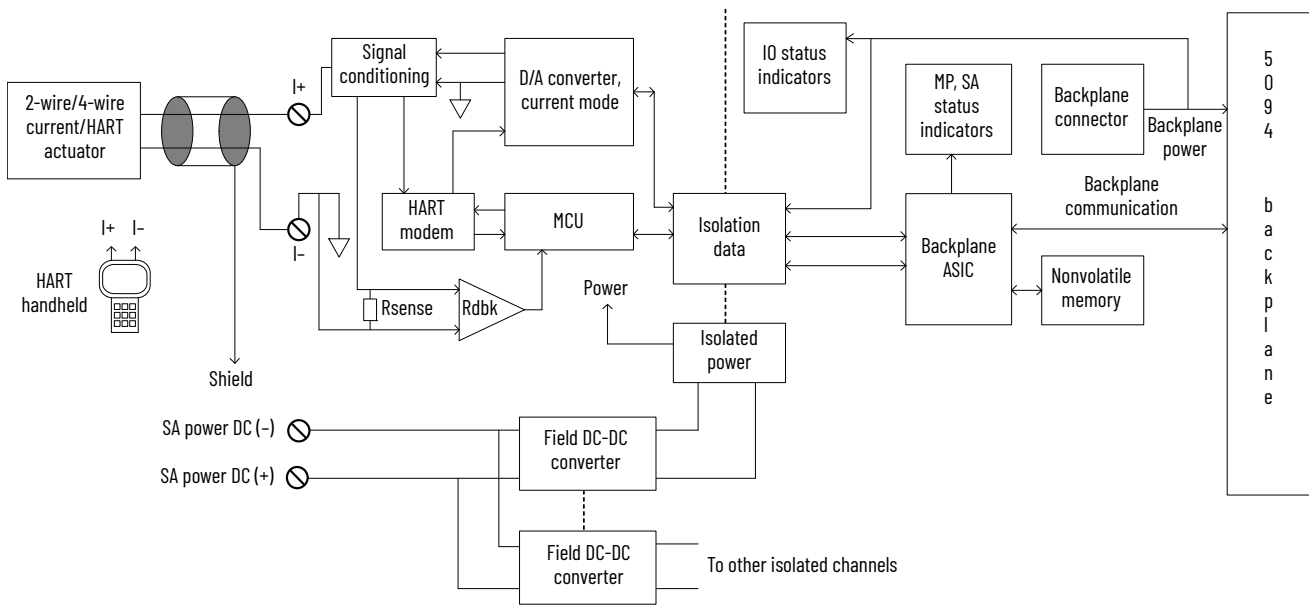 2-wire/4-wire
current/HART
actuator
I+
I-
Signal
conditioning
D/A converter,
current mode
HART
modem
MCU
Rsense
Rdbk
I+ I-
HART
handheld
Shield
IO status
indicators
MP, SA
status
indicators
Backplane
connector
Backplane
power
Backplane
communication
Isolation
data
Backplane
ASIC
Nonvolatile
memory
Power
Isolated
power
5
0
9
4
b
a
c
k
p
l
a
n
e
SA power DC (-)
SA power DC (+)
Field DC-DC
converter
Field DC-DC
converter
To other isolated channels